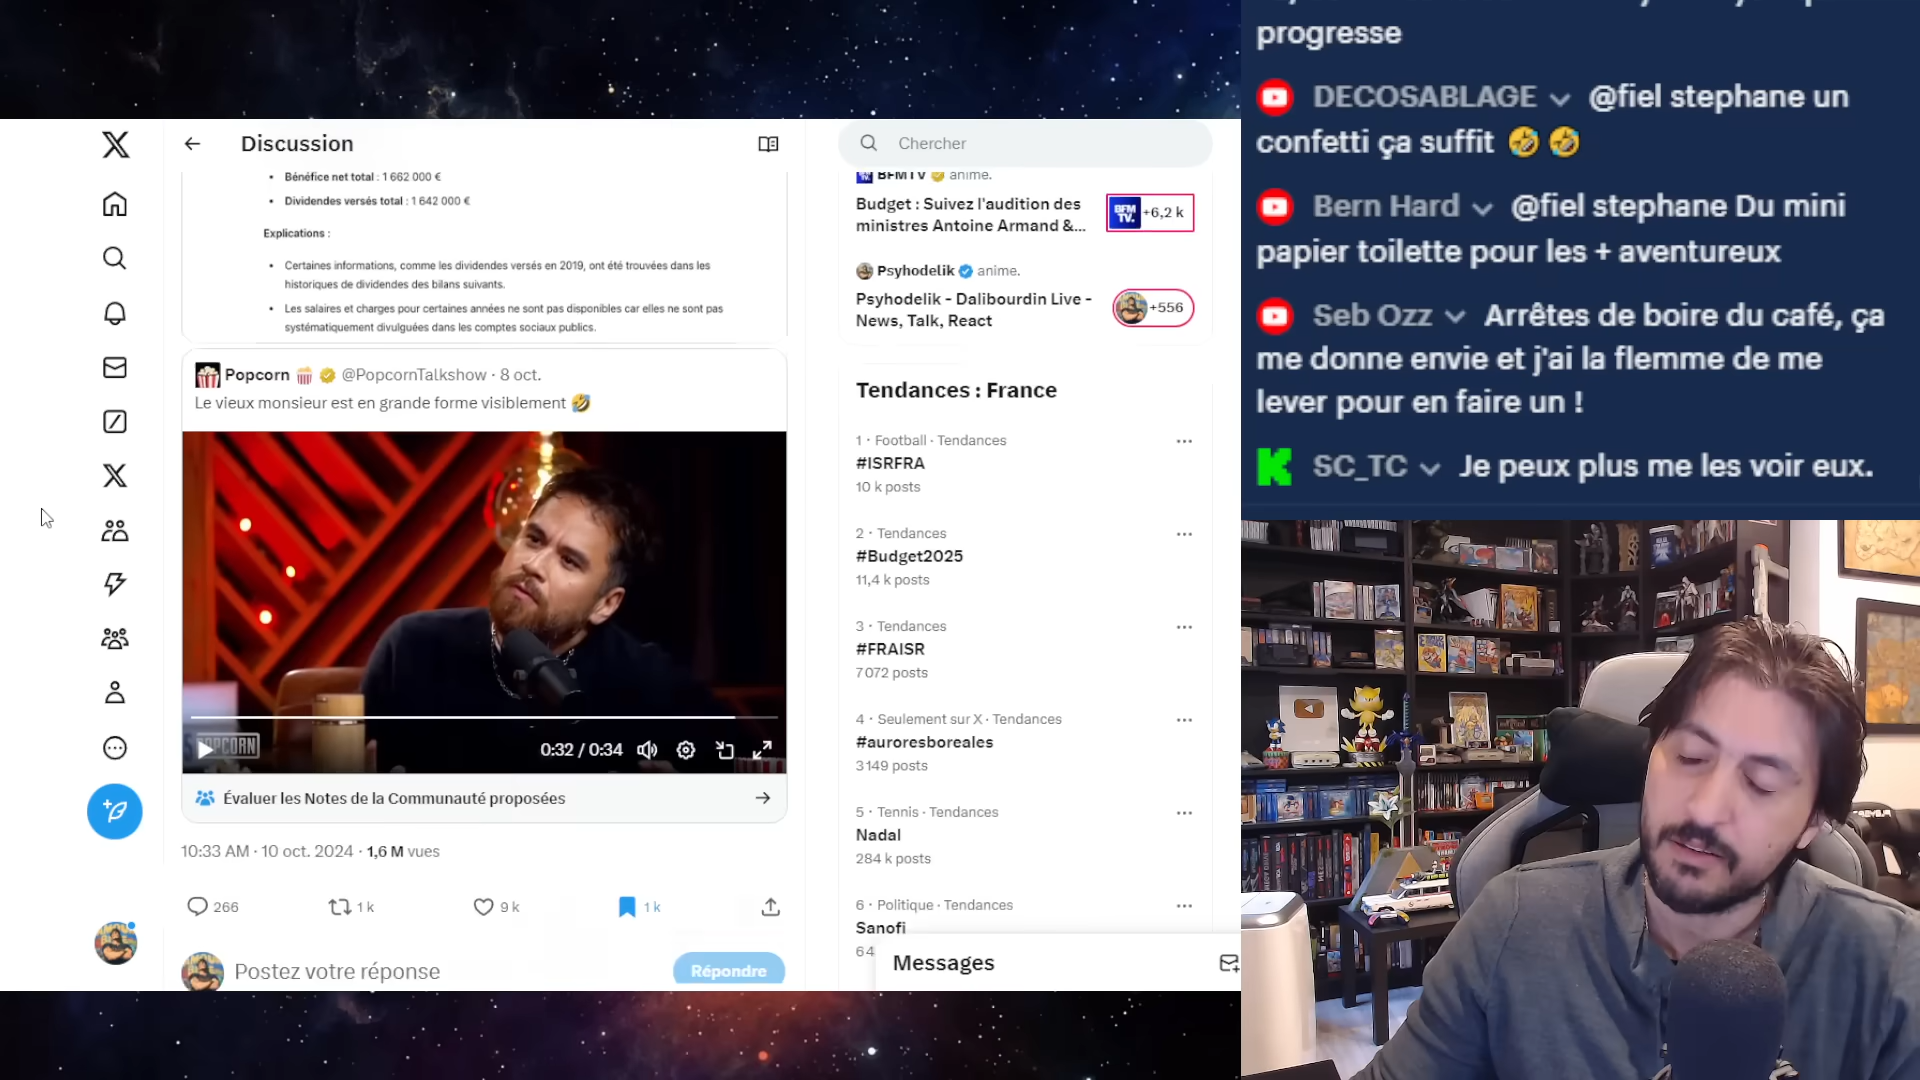 Discussion
Bénéfice net total : 1 662 000 €
Dividendes versés total : 1 642 000 €
Explications :
Certaines informations, comme les dividendes versés en 2019, ont été trouvées dans les
historiques de dividendes des bilans suivants.
Les salaires et charges pour certaines années ne sont pas disponibles car elles ne sont pas
systématiquement divulguées dans les comptes sociaux publics.
Popcorn 🍿 @PopcornTalkshow · 8 oct.
Le vieux monsieur est en grande forme visiblement 🤣
POPCORN
0:32 / 0:34
Évaluer les Notes de la Communauté proposées
10:33 AM · 10 oct. 2024 · 1,6 M vues
266
1 k
9 k
1 k
Postez votre réponse
Répondre
Chercher
BFMTV anime.
Budget : Suivez l'audition des
ministres Antoine Armand &...
BFM
TV.
+6,2 k
Psyhodelik anime.
Psyhodelik - Dalibourdin Live -
News, Talk, React
+556
Tendances : France
1 · Football · Tendances
#ISRFRA
10 k posts
2 · Tendances
#Budget2025
11,4 k posts
3 · Tendances
#FRAISR
7 072 posts
4 · Seulement sur X · Tendances
#auroresboreales
3 149 posts
5 · Tennis · Tendances
Nadal
284 k posts
6 · Politique · Tendances
Sanofi
64
Messages
progresse
DECOSABLAGE @fiel stephane un
confetti ça suffit 🤣 🤣
Bern Hard @fiel stephane Du mini
papier toilette pour les + aventureux
Seb Ozz Arrêtes de boire du café, ça
me donne envie et j'ai la flemme de me
lever pour en faire un !
SC_TC Je peux plus me les voir eux.